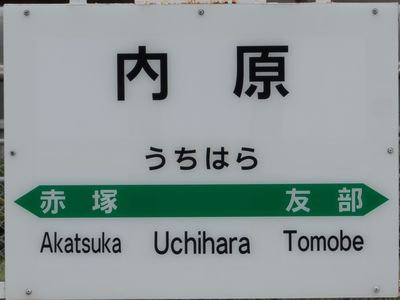 内 原
うちはら
赤 塚 友 部
Akatsuka Uchihara Tomobe